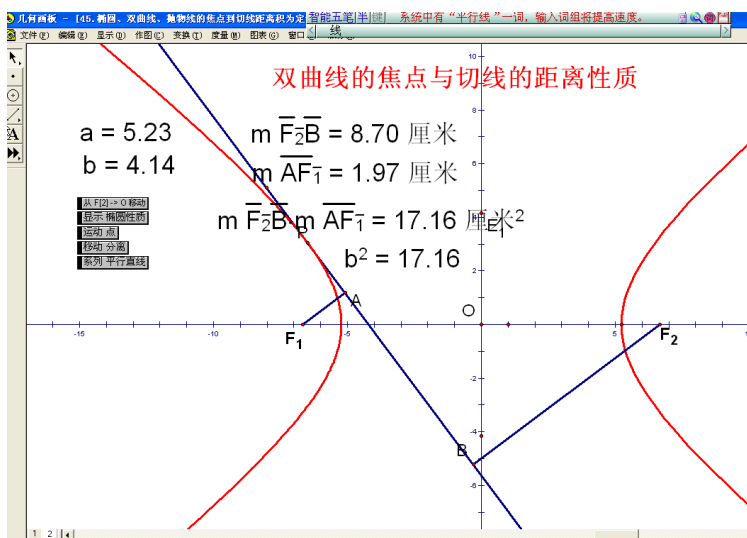 几何画板 - [45.椭圆、双曲线、抛物线的焦点到切线距离积为定
智能五笔 半 键 系统中有“平行线”一词，输入词组将提高速度。
线
文件(F) 编辑(E) 显示(D) 作图(C) 变换(T) 度量(M) 图表(G) 窗口
双曲线的焦点与切线的距离性质
a = 5.23
b = 4.14
m F₂B = 8.70 厘米
m AF₁ = 1.97 厘米
m F₂B·m AF₁ = 17.16 厘米²
b² = 17.16
从 F[2] -> O 移动
显示 椭圆性质
运动 点
移动 分离
系列 平行直线
10
8
6
4
2
-2
-4
-6
-15
-10
-5
5
P
A
O
E₁
F₁
F₂
B
A
1 2